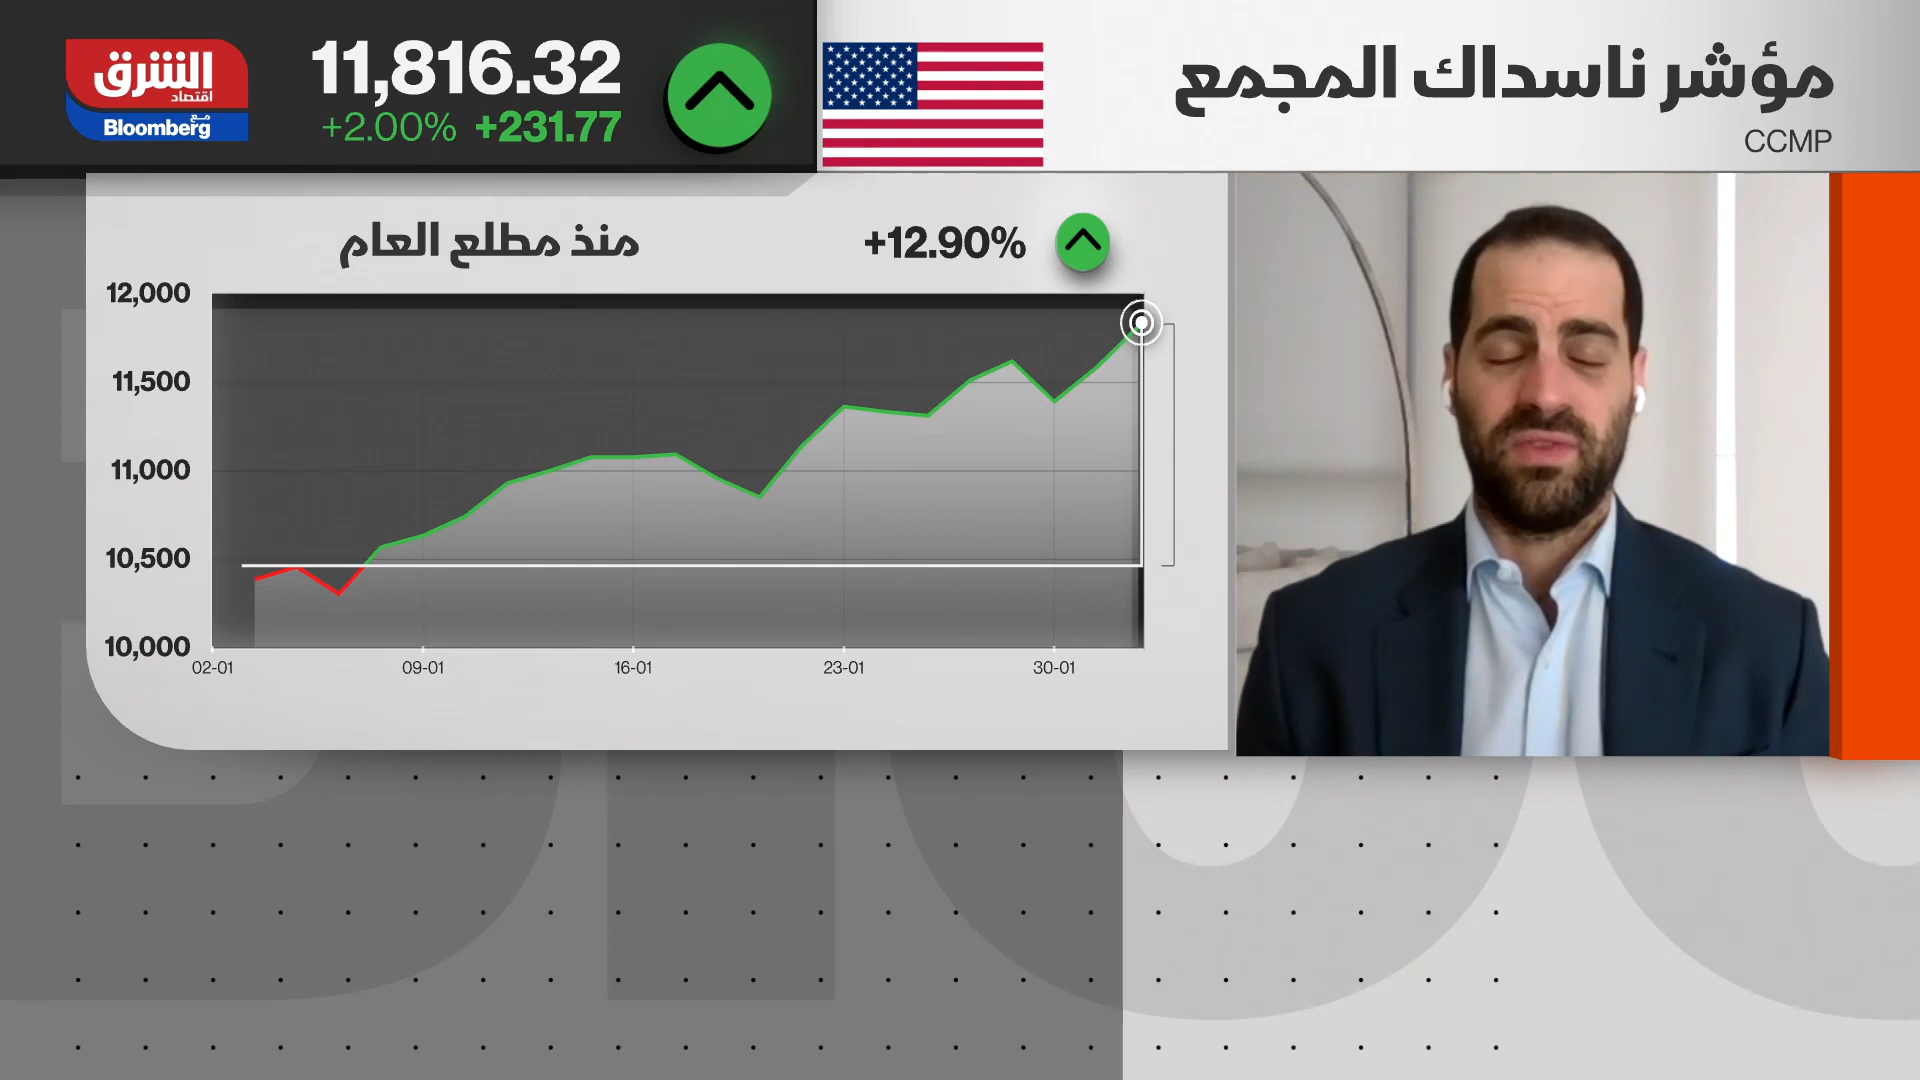 الشرق
اقتصاد
مع
Bloomberg
11,816.32
+2.00% +231.77
مؤشر ناسداك المجمع
CCMP
منذ مطلع العام
+12.90%
12,000
11,500
11,000
10,500
10,000
02-01 09-01 16-01 23-01 30-01